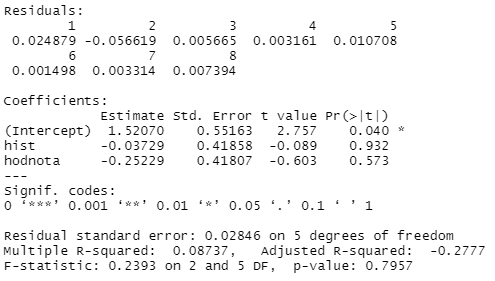 Residuals:
1 2 3 4 5
0.024879 -0.056619 0.005665 0.003161 0.010708
6 7 8
0.001498 0.003314 0.007394
Coefficients:
Estimate Std. Error t value Pr(>|t|)
(Intercept) 1.52070 0.55163 2.757 0.040 *
hist -0.03729 0.41858 -0.089 0.932
hodnota -0.25229 0.41807 -0.603 0.573
---
Signif. codes:
0 ‘***’ 0.001 ‘**’ 0.01 ‘*’ 0.05 ‘.’ 0.1 ‘ ’ 1
Residual standard error: 0.02846 on 5 degrees of freedom
Multiple R-squared: 0.08737, Adjusted R-squared: -0.2777
F-statistic: 0.2393 on 2 and 5 DF, p-value: 0.7957